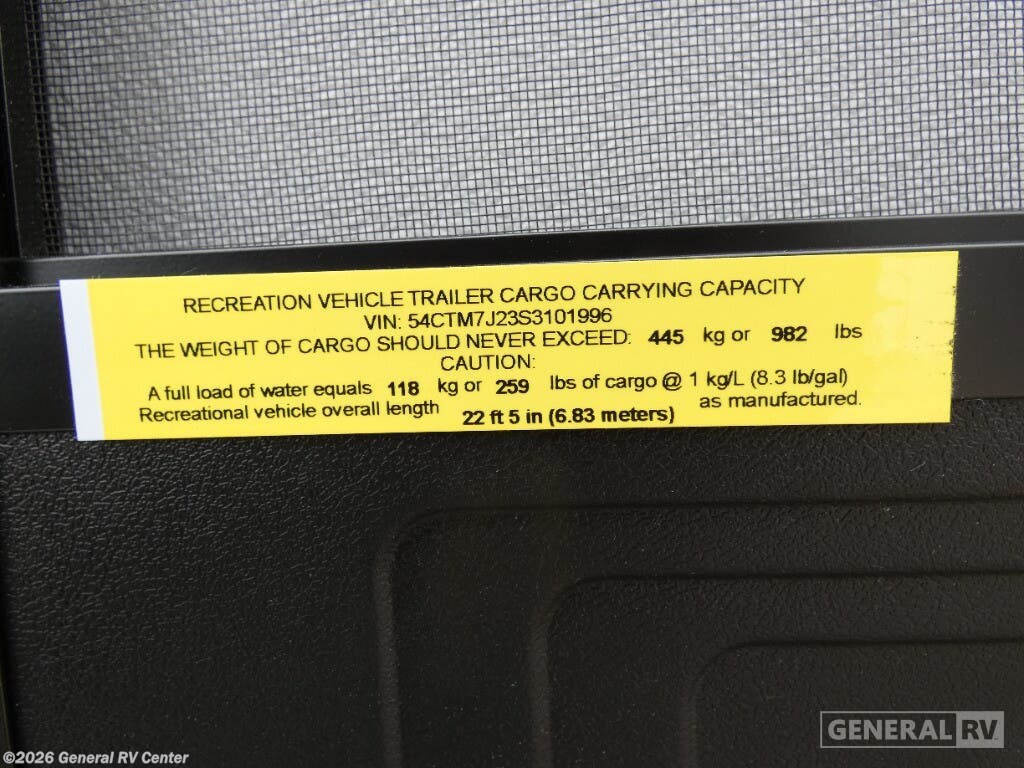 RECREATION VEHICLE TRAILER CARGO CARRYING CAPACITY
VIN: 54CTM7J23S3101996
THE WEIGHT OF CARGO SHOULD NEVER EXCEED: 445 kg or 982 lbs
CAUTION:
A full load of water equals 118 kg or 259 lbs of cargo @ 1 kg/L (8.3 lb/gal)
Recreational vehicle overall length 22 ft 5 in (6.83 meters) as manufactured.
GENERAL RV
©2026 General RV Center